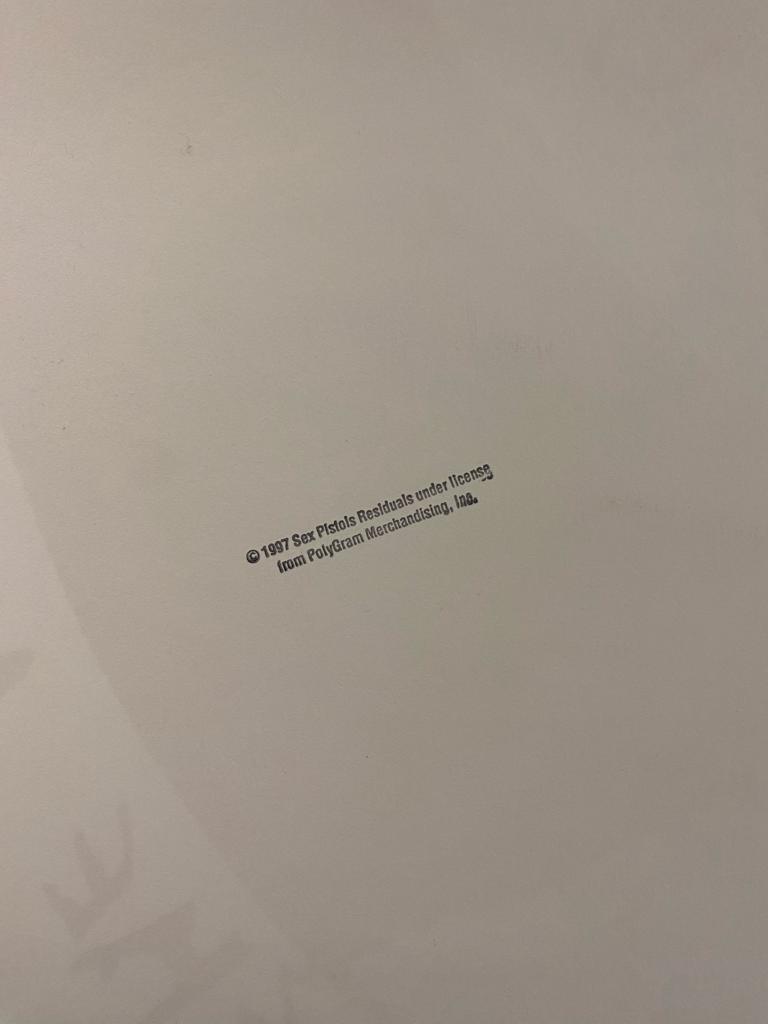 © 1997 Sex Pistols Residuals under license
from PolyGram Merchandising, Inc.